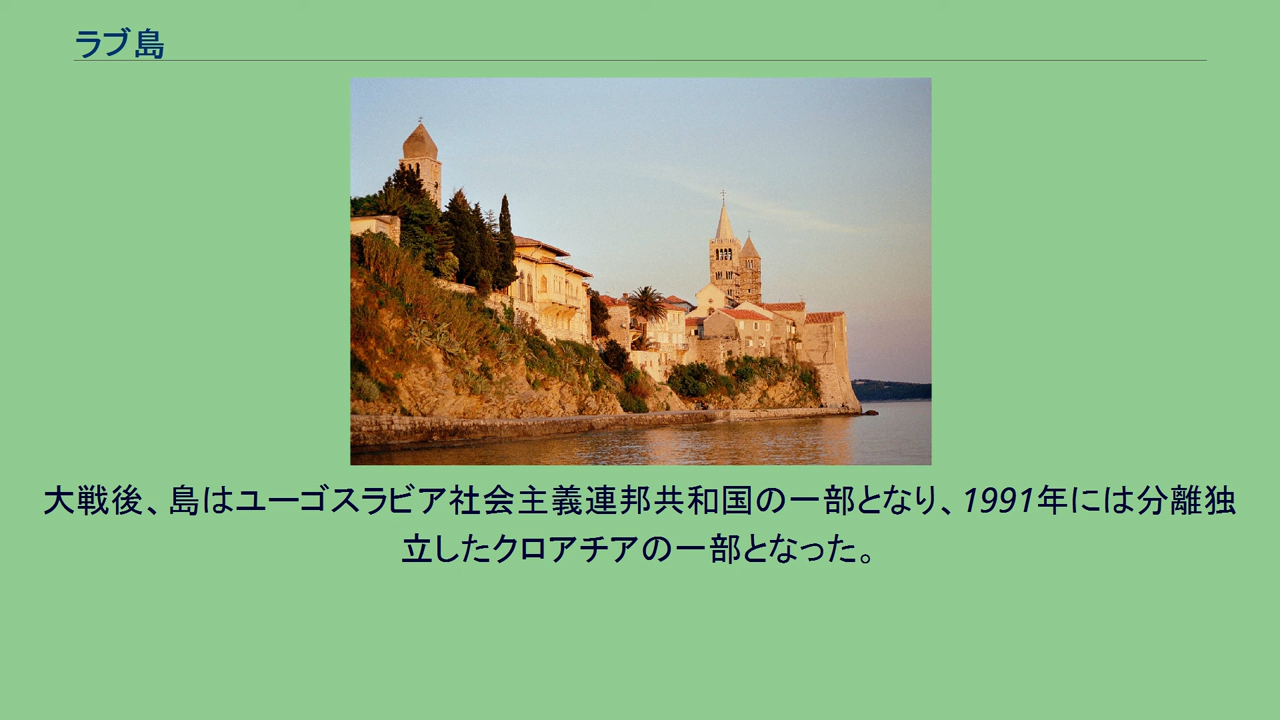 ラブ島
大戦後、島はユーゴスラビア社会主義連邦共和国の一部となり、1991年には分離独
立したクロアチアの一部となった。